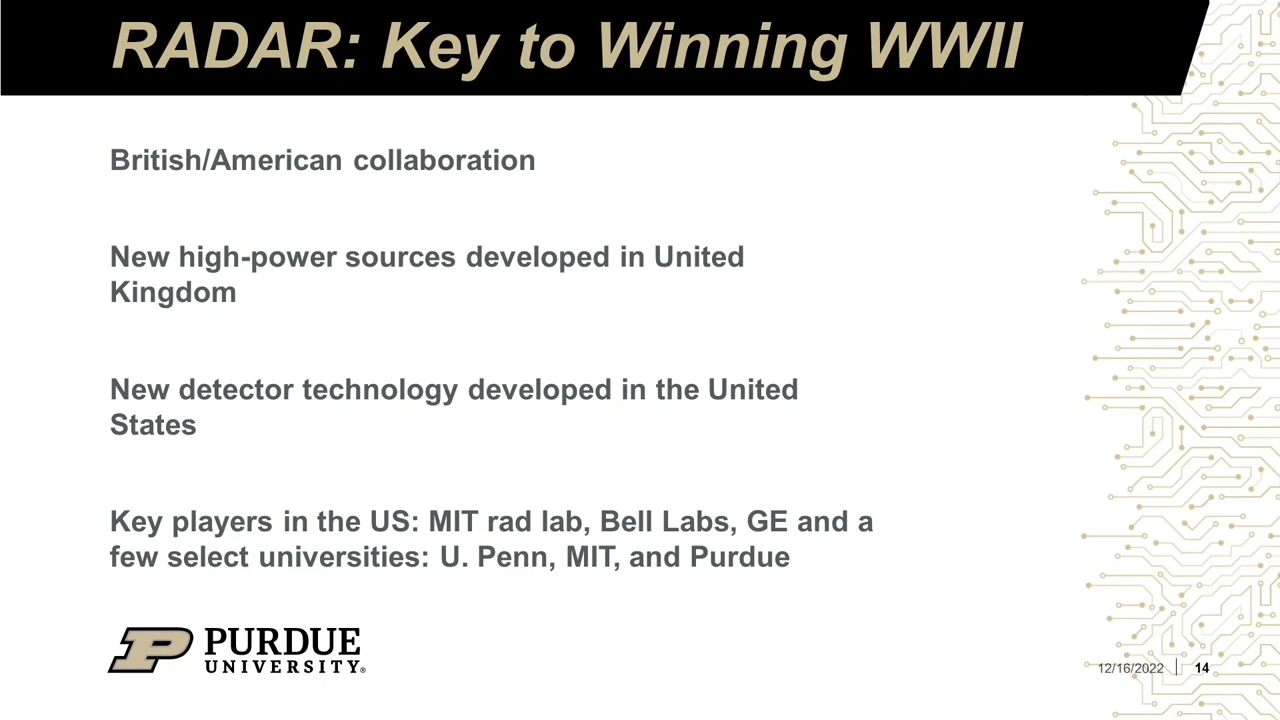 RADAR: Key to Winning WWII
British/American collaboration
New high-power sources developed in United
Kingdom
New detector technology developed in the United
States
Key players in the US: MIT rad lab, Bell Labs, GE and a
few select universities: U. Penn, MIT, and Purdue
P PURDUE
UNIVERSITY®
12/16/2022 | 14